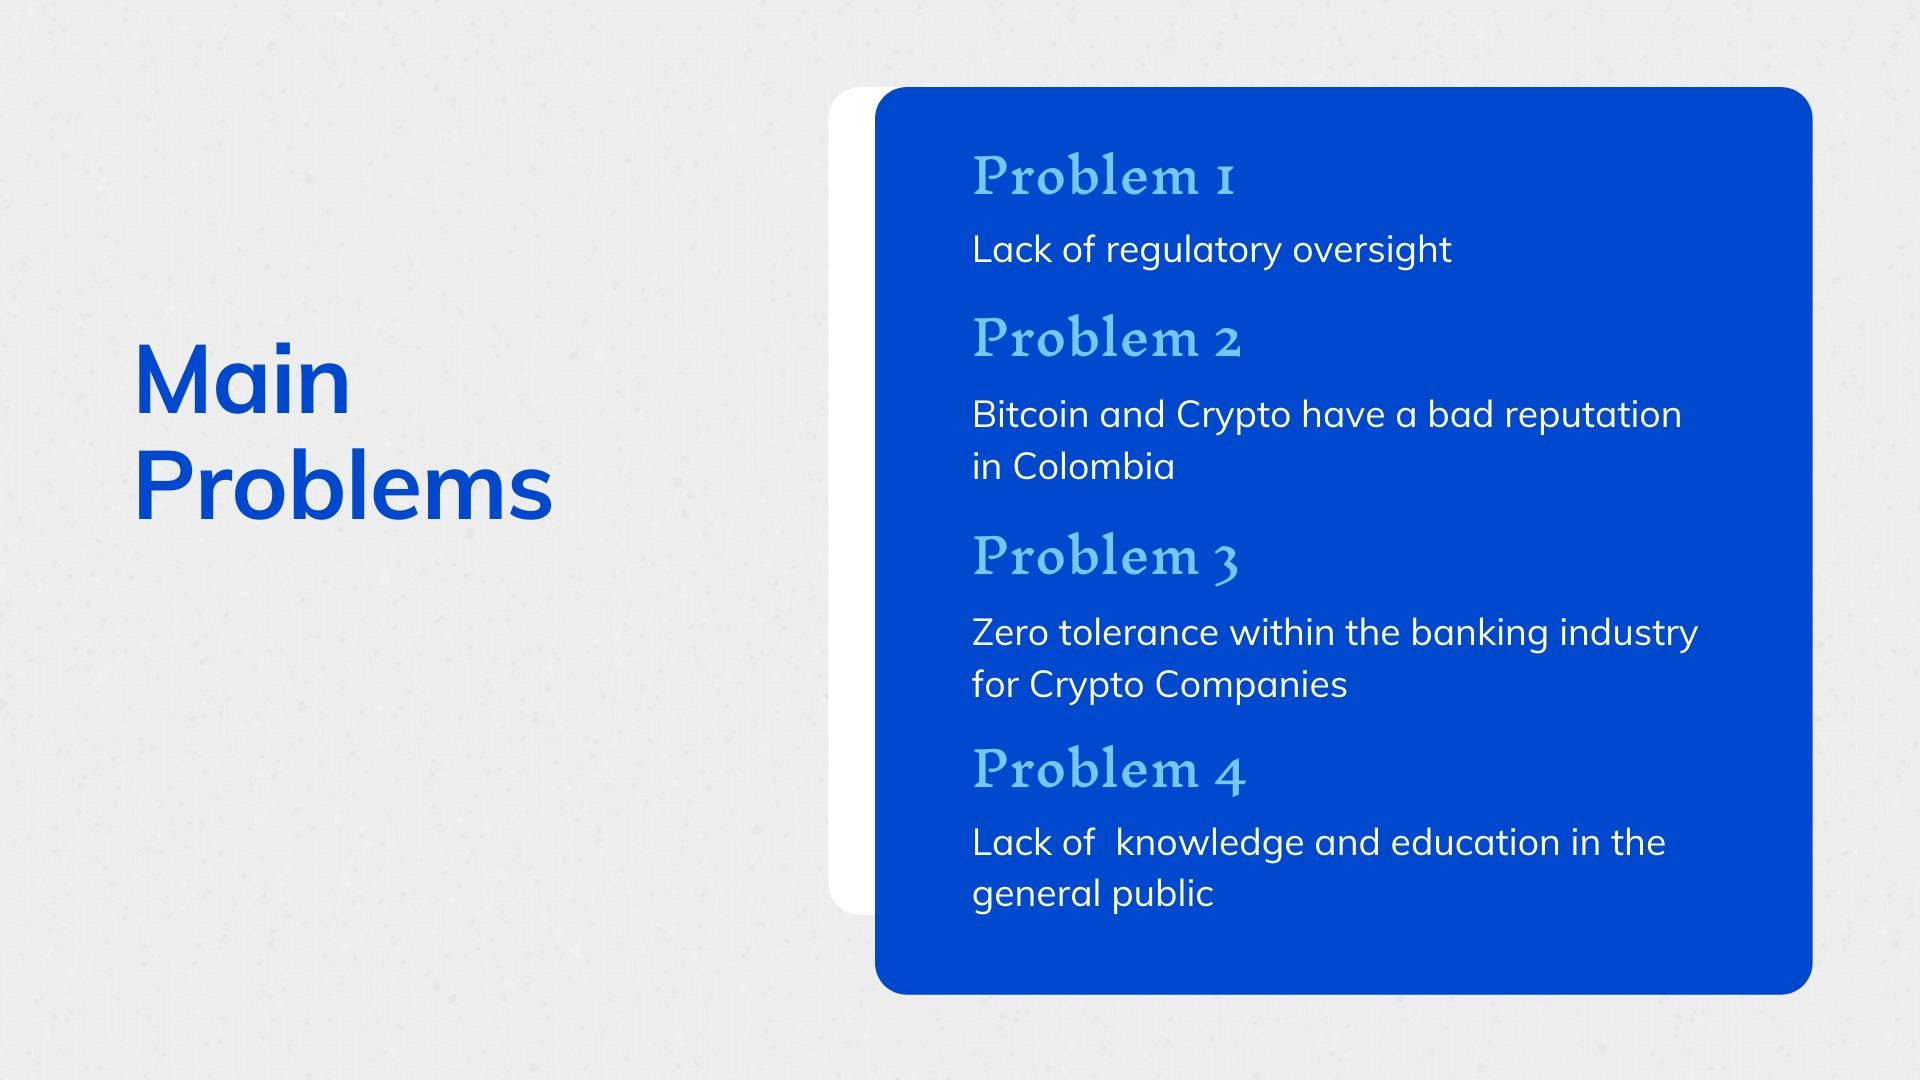 Main
Problems
Problem 1
Lack of regulatory oversight
Problem 2
Bitcoin and Crypto have a bad reputation
in Colombia
Problem 3
Zero tolerance within the banking industry
for Crypto Companies
Problem 4
Lack of  knowledge and education in the
general public